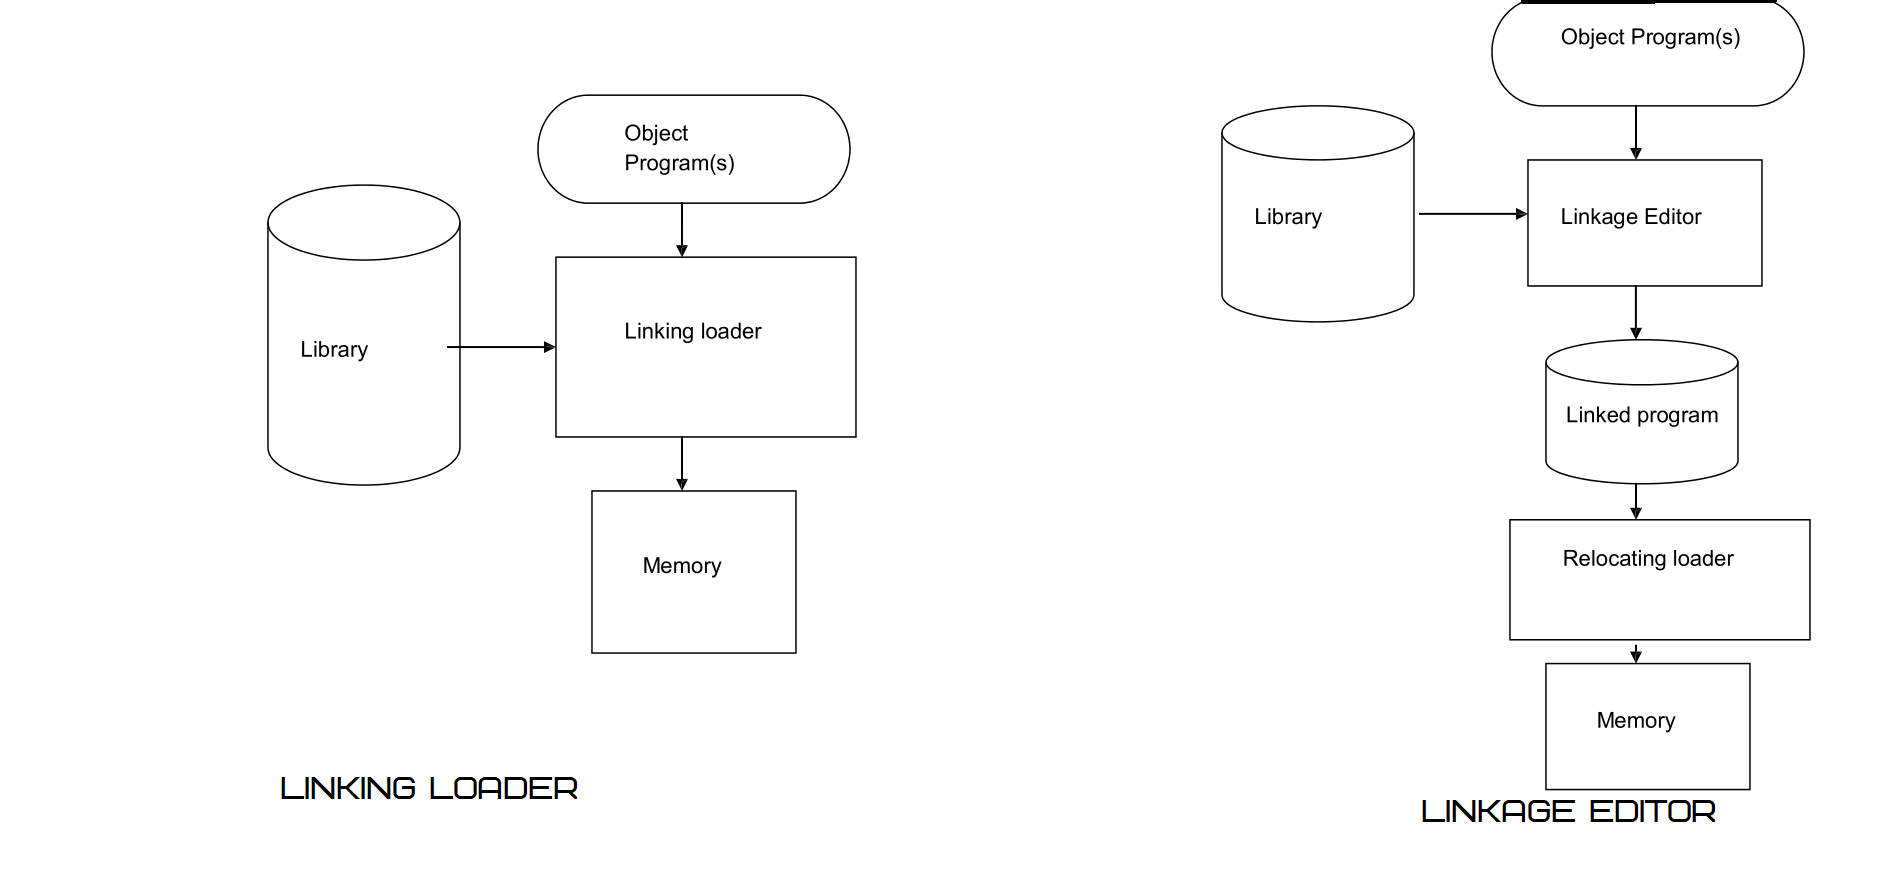 Object
Program(s)
Library
Linking loader
Memory
LINKING LOADER
Object Program(s)
Library
Linkage Editor
Linked program
Relocating loader
Memory
LINKAGE EDITOR